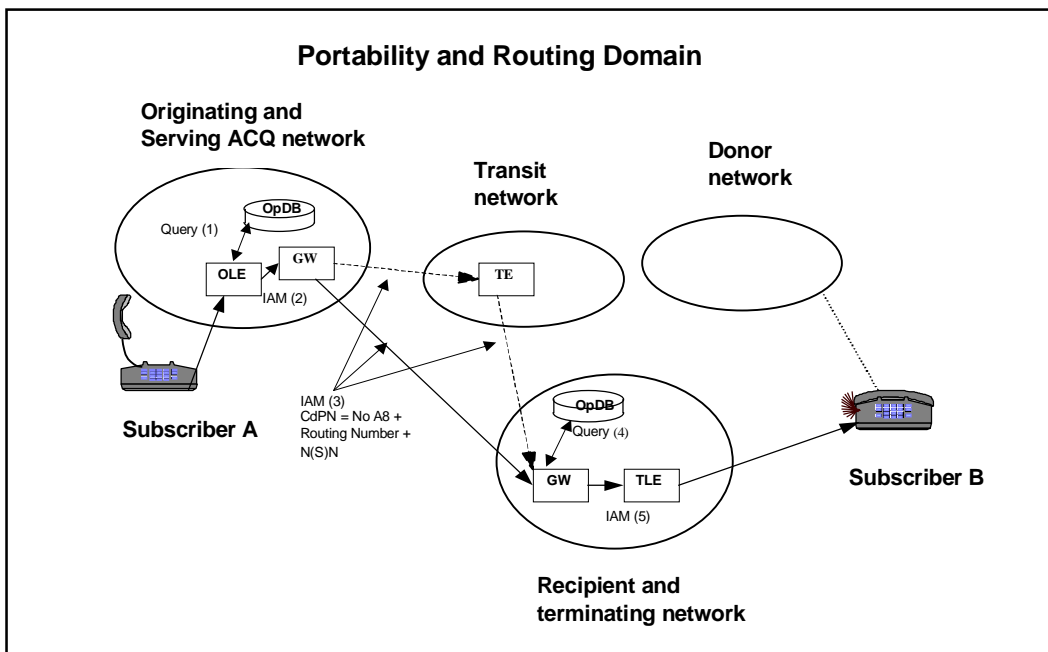 Portability and Routing Domain
Originating and
Serving ACQ network
Transit
network
Donor
network
OpDB
Query (1)
OLE
GW
IAM (2)
TE
IAM (3)
CdPN = No A8 +
Routing Number +
N(S)N
Subscriber A
OpDB
Query (4)
GW
TLE
IAM (5)
Subscriber B
Recipient and
terminating network